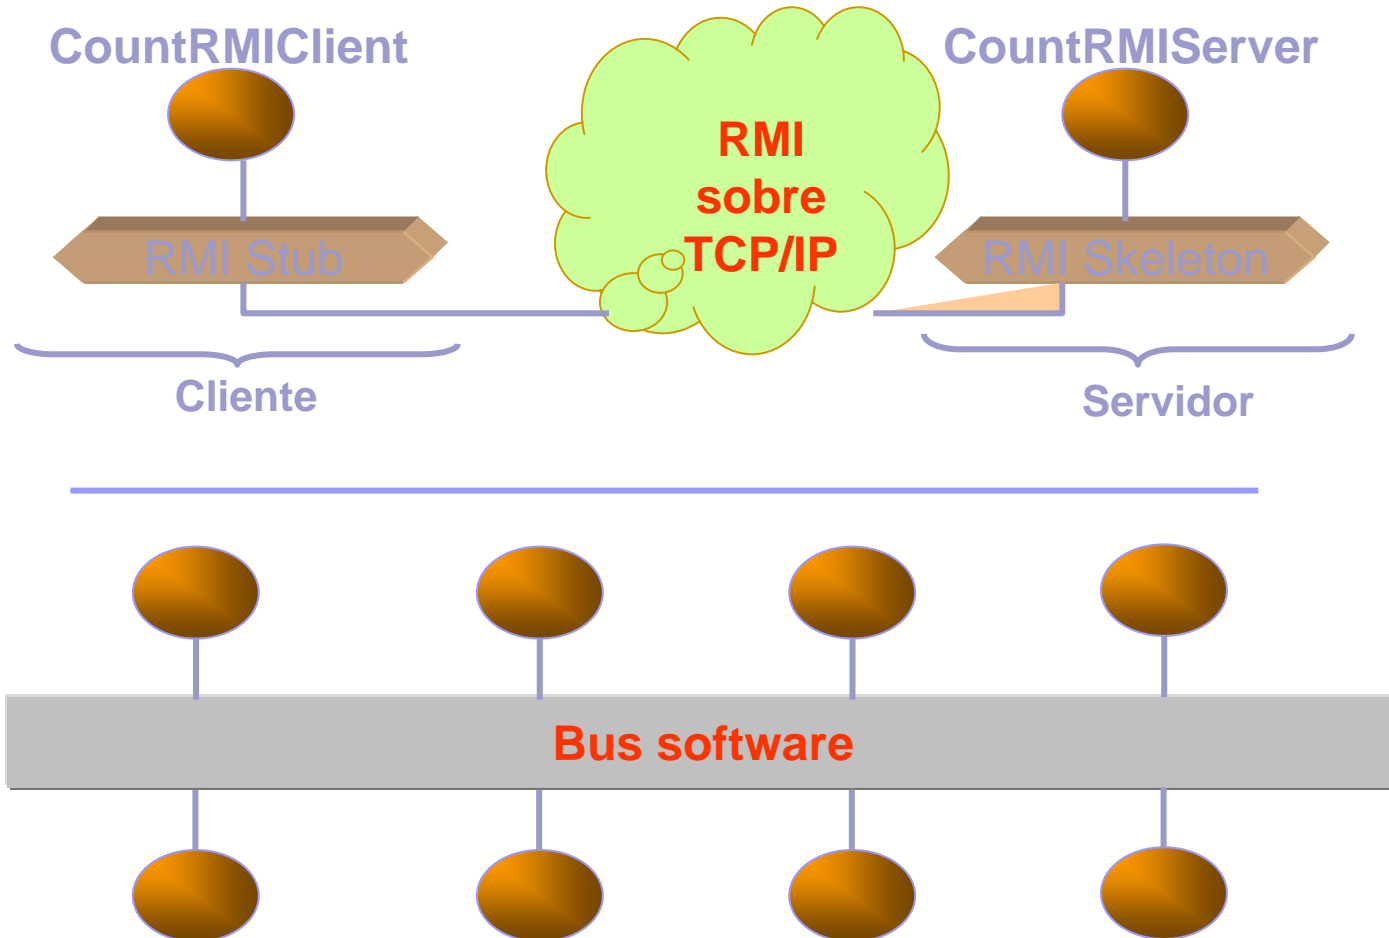 CountRMIClient
CountRMIServer
RMI
sobre
TCP/IP
RMI Stub
RMI Skeleton
Cliente
Servidor
Bus software